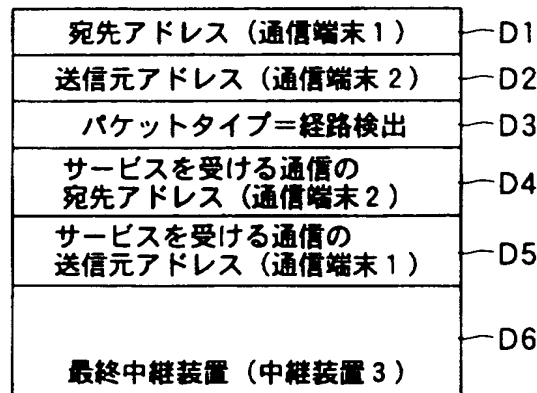 宛先アドレス（通信端末１） D1
送信元アドレス（通信端末２） D2
パケットタイプ＝経路検出 D3
サービスを受ける通信の
宛先アドレス（通信端末２） D4
サービスを受ける通信の
送信元アドレス（通信端末１） D5
D6
最終中継装置（中継装置３）